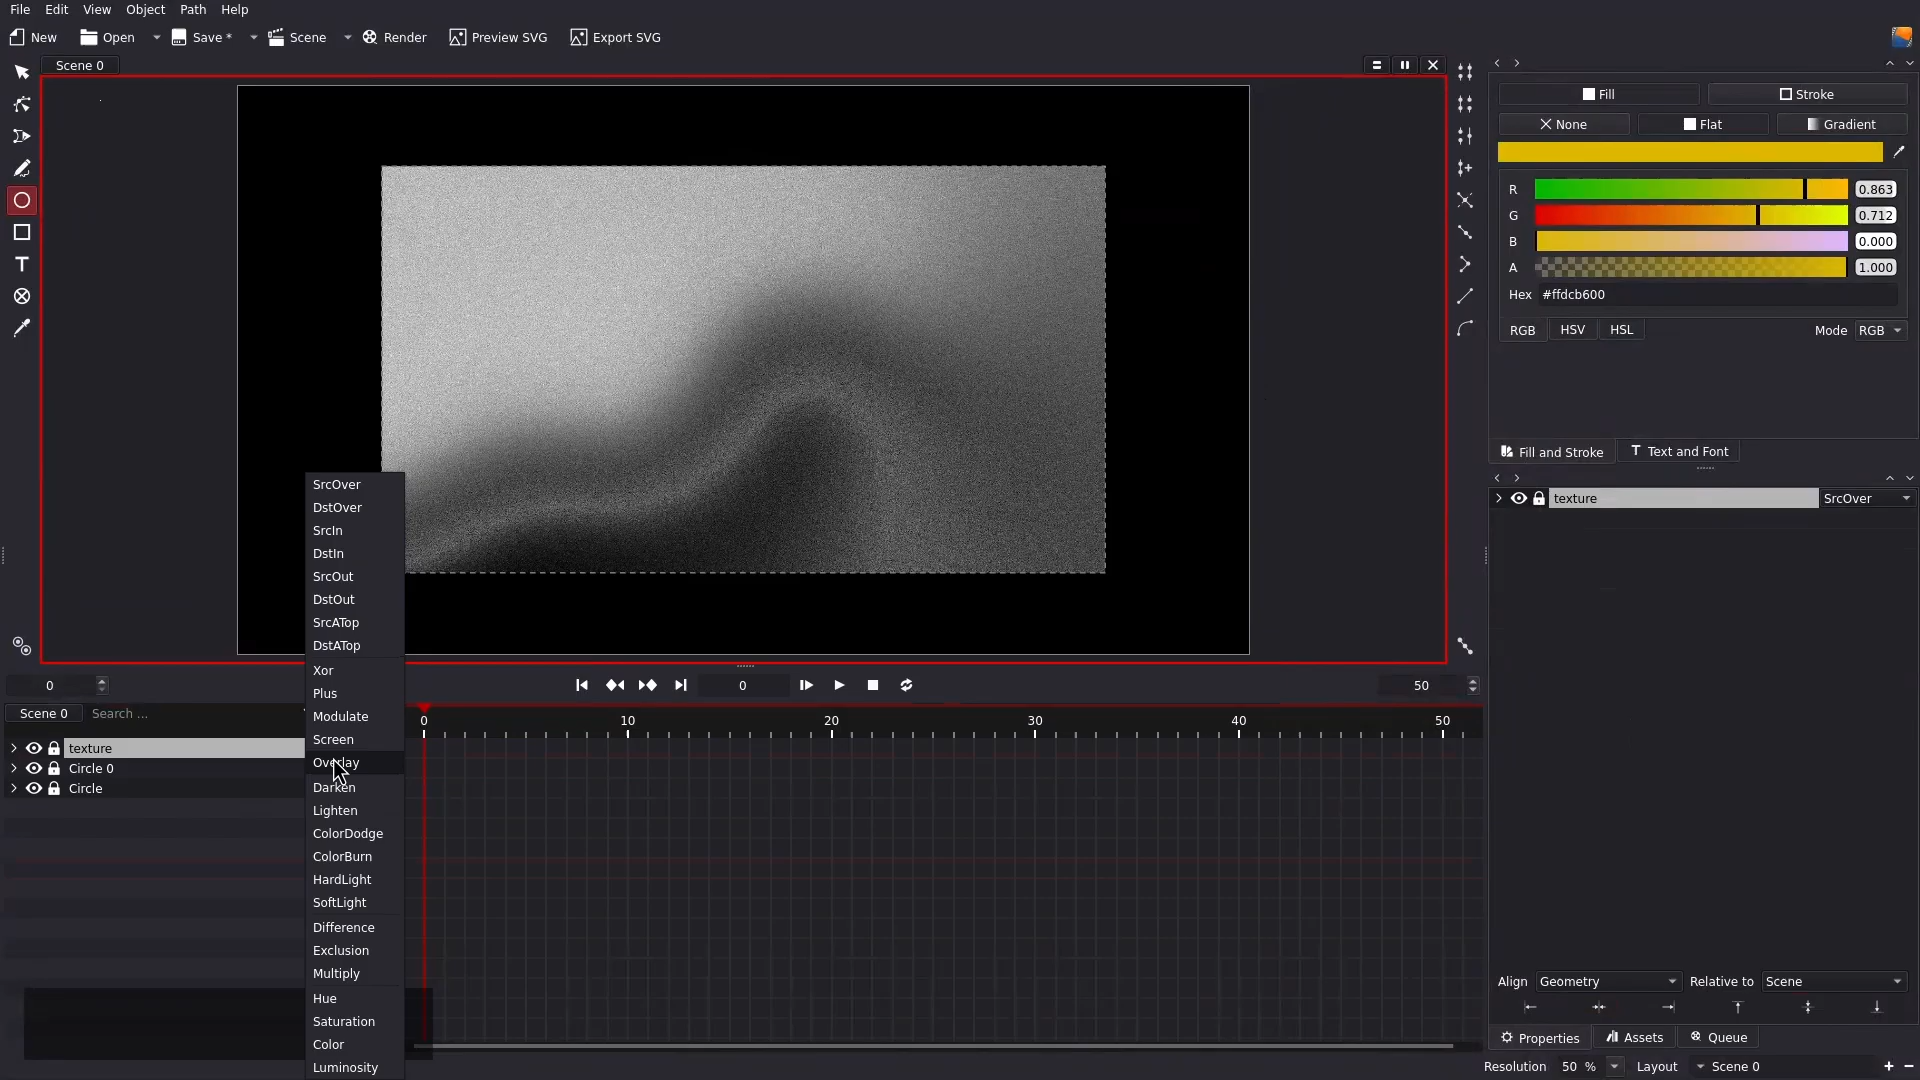 File Edit View Object Path Help
New Open Save * Scene Render Preview SVG Export SVG
Scene 0
Fill Stroke
None Flat Gradient
R 0.863
G 0.712
B 0.000
A 1.000
Hex #ffdcb600
RGB HSV HSL Mode RGB
Fill and Stroke Text and Font
texture SrcOver
SrcOver
DstOver
SrcIn
DstIn
SrcOut
DstOut
SrcATop
DstATop
Xor
Plus
Modulate
Screen
Overlay
Darken
Lighten
ColorDodge
ColorBurn
HardLight
SoftLight
Difference
Exclusion
Multiply
Hue
Saturation
Color
Luminosity
0 0 50
Scene 0 Search ...
0 10 20 30 40 50
texture
Circle 0
Circle
Align Geometry Relative to Scene
Properties Assets Queue
Resolution 50 % Layout Scene 0